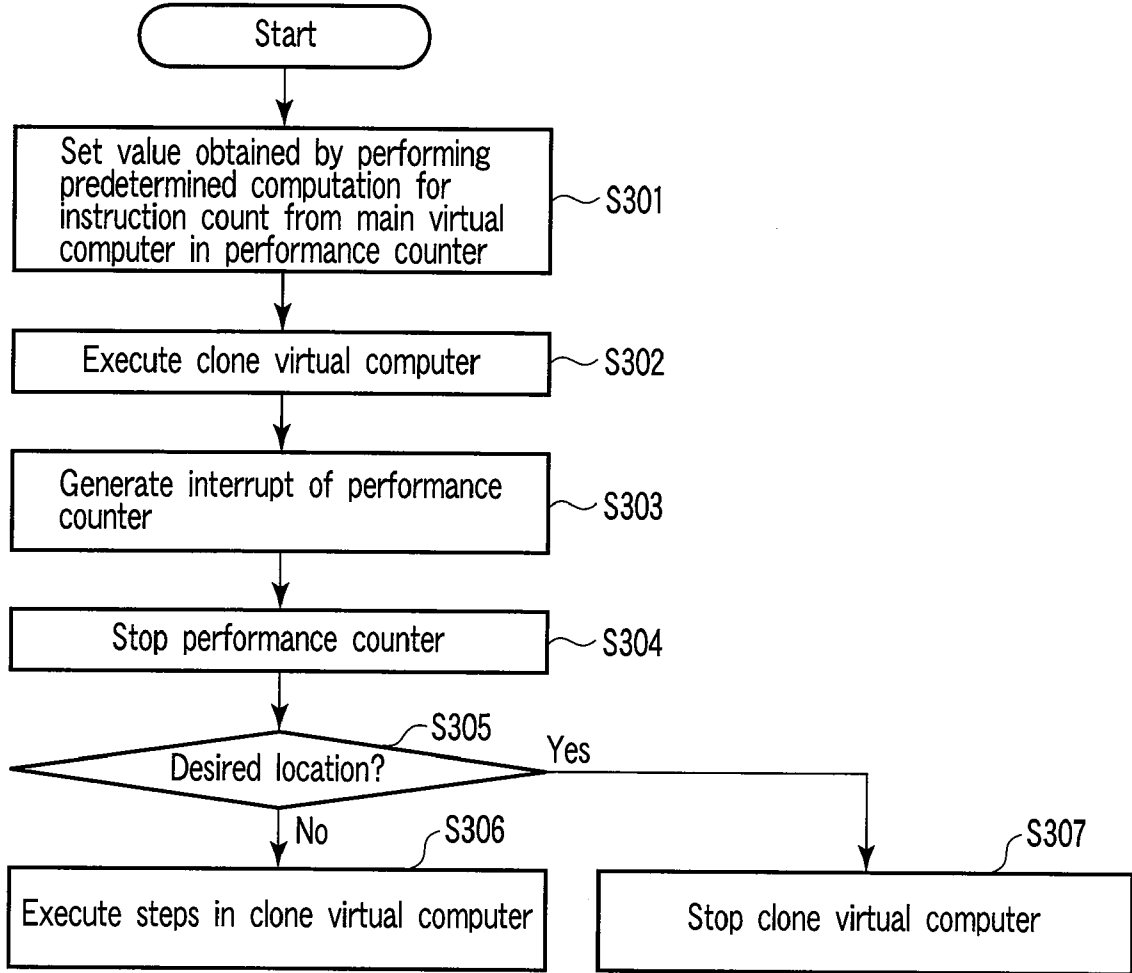 Start
Set value obtained by performing
predetermined computation for
instruction count from main virtual
computer in performance counter
S301
Execute clone virtual computer
S302
Generate interrupt of performance
counter
S303
Stop performance counter
S304
S305
Desired location?
Yes
No
S306
S307
Execute steps in clone virtual computer
Stop clone virtual computer